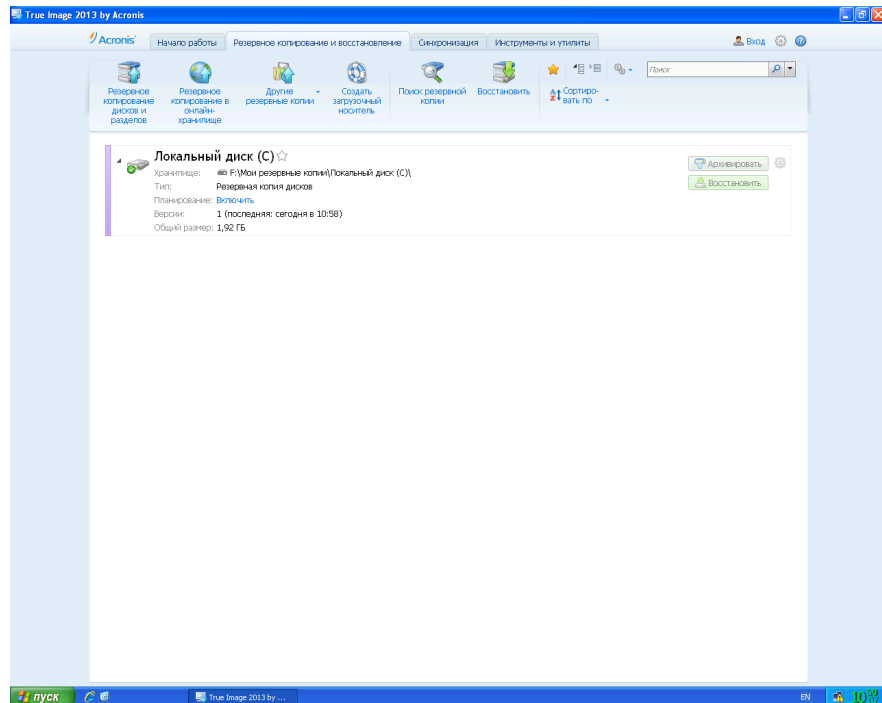 True Image 2013 by Acronis
Acronis
Начало работы
Резервное копирование и восстановление
Синхронизация
Инструменты и утилиты
Вход
Резервное
копирование
дисков и
разделов
Резервное
копирование в
онлайн-
хранилище
Другие
резервные копии
Создать
загрузочный
носитель
Поиск резервной
копии
Восстановить
Сортиро-
вать по
Поиск
Локальный диск (C)
Хранилище: F:\Мои резервные копии\Локальный диск (C)\
Тип: Резервная копия дисков
Планирование: Включить
Версии: 1 (последняя: сегодня в 10:58)
Общий размер: 1,92 ГБ
Архивировать
Восстановить
пуск
True Image 2013 by ...
EN
10 59